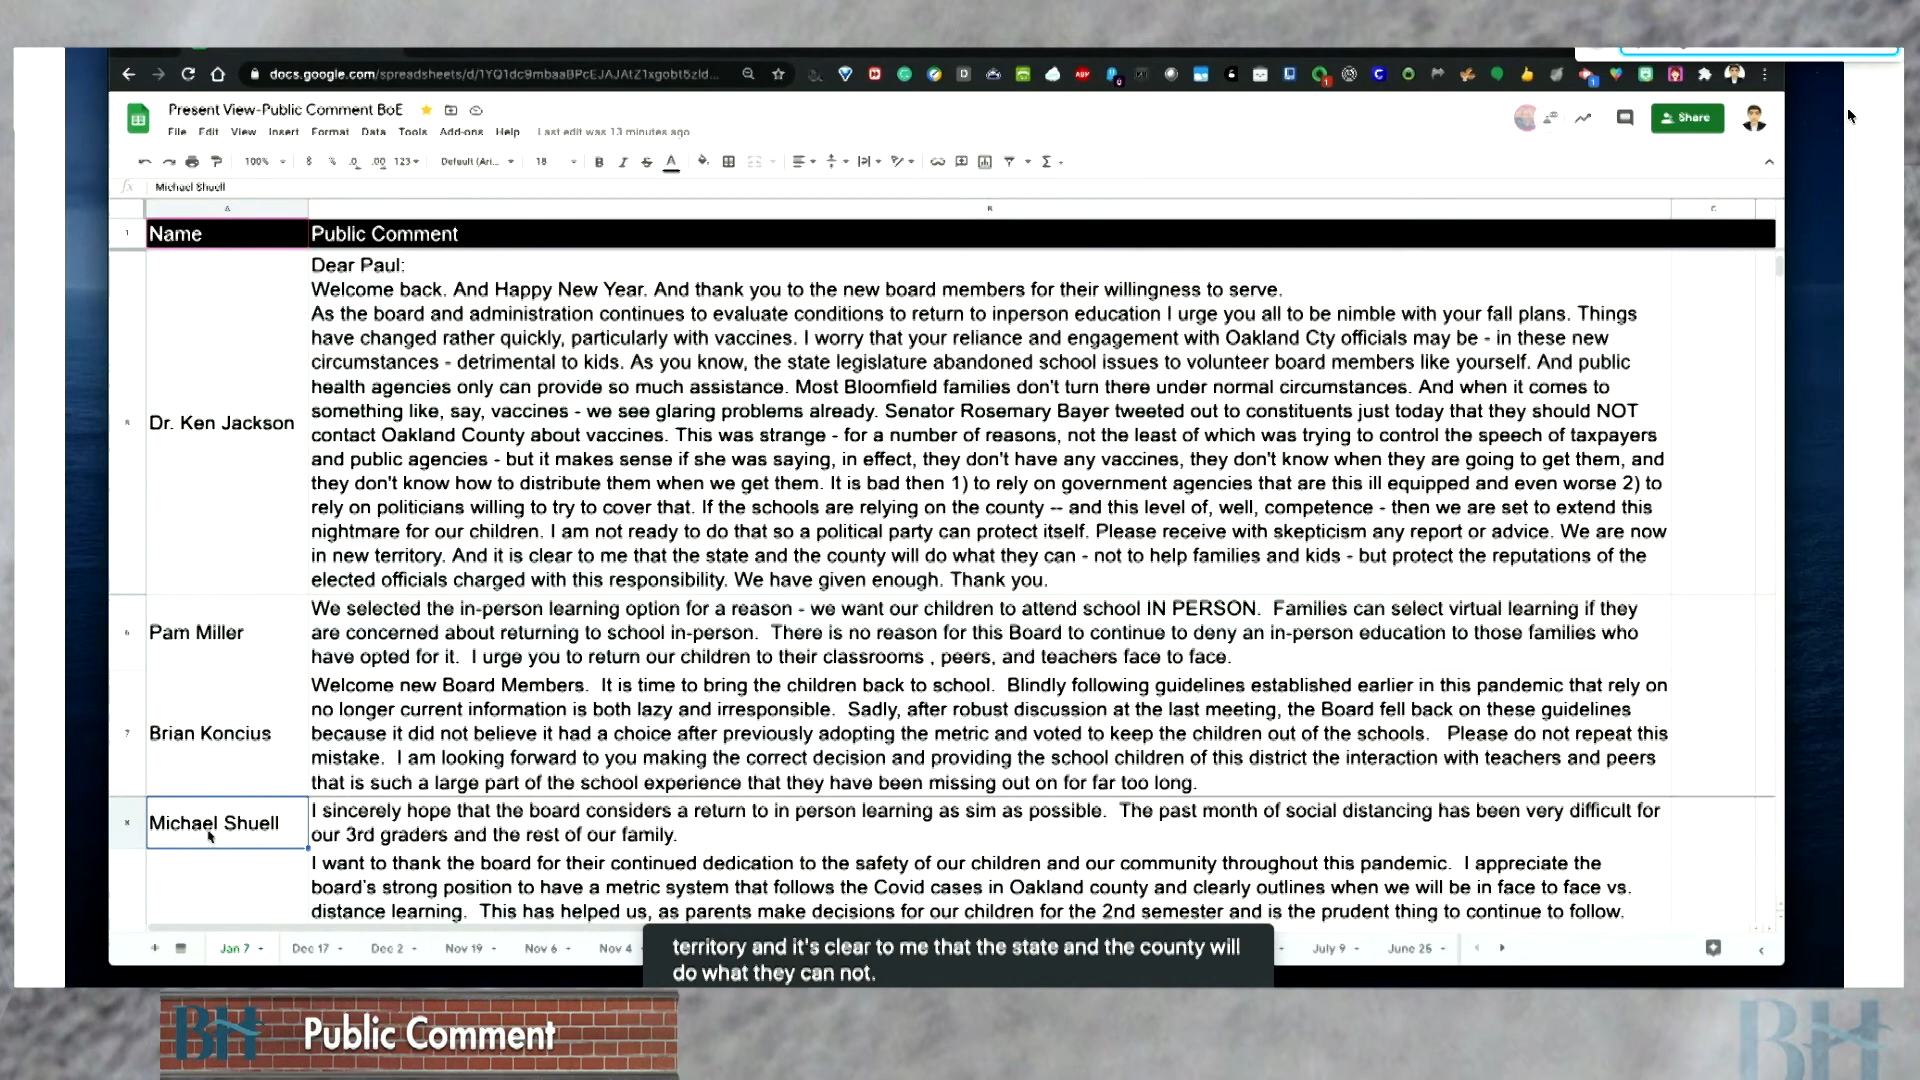 docs.google.com/spreadsheets/d/1YQ1dc9mbaaBPcEJAJAtZ1xgobt5zId...
Present View-Public Comment BoE
File Edit View Insert Format Data Tools Add-ons Help Last edit was 13 minutes ago
Share
100% $ % .0 .00 123 Default (Ari... 18 B I S A
Michael Shuell
A B C
1 Name Public Comment
Dear Paul:
Welcome back. And Happy New Year. And thank you to the new board members for their willingness to serve.
As the board and administration continues to evaluate conditions to return to inperson education I urge you all to be nimble with your fall plans. Things
have changed rather quickly, particularly with vaccines. I worry that your reliance and engagement with Oakland Cty officials may be - in these new
circumstances - detrimental to kids. As you know, the state legislature abandoned school issues to volunteer board members like yourself. And public
health agencies only can provide so much assistance. Most Bloomfield families don't turn there under normal circumstances. And when it comes to
something like, say, vaccines - we see glaring problems already. Senator Rosemary Bayer tweeted out to constituents just today that they should NOT
Dr. Ken Jackson
contact Oakland County about vaccines. This was strange - for a number of reasons, not the least of which was trying to control the speech of taxpayers
and public agencies - but it makes sense if she was saying, in effect, they don't have any vaccines, they don't know when they are going to get them, and
they don't know how to distribute them when we get them. It is bad then 1) to rely on government agencies that are this ill equipped and even worse 2) to
rely on politicians willing to try to cover that. If the schools are relying on the county -- and this level of, well, competence - then we are set to extend this
nightmare for our children. I am not ready to do that so a political party can protect itself. Please receive with skepticism any report or advice. We are now
in new territory. And it is clear to me that the state and the county will do what they can - not to help families and kids - but protect the reputations of the
elected officials charged with this responsibility. We have given enough. Thank you.
We selected the in-person learning option for a reason - we want our children to attend school IN PERSON. Families can select virtual learning if they
Pam Miller
are concerned about returning to school in-person. There is no reason for this Board to continue to deny an in-person education to those families who
have opted for it. I urge you to return our children to their classrooms , peers, and teachers face to face.
Welcome new Board Members. It is time to bring the children back to school. Blindly following guidelines established earlier in this pandemic that rely on
no longer current information is both lazy and irresponsible. Sadly, after robust discussion at the last meeting, the Board fell back on these guidelines
7 Brian Koncius
because it did not believe it had a choice after previously adopting the metric and voted to keep the children out of the schools. Please do not repeat this
mistake. I am looking forward to you making the correct decision and providing the school children of this district the interaction with teachers and peers
that is such a large part of the school experience that they have been missing out on for far too long.
Michael Shuell
I sincerely hope that the board considers a return to in person learning as sim as possible. The past month of social distancing has been very difficult for
our 3rd graders and the rest of our family.
I want to thank the board for their continued dedication to the safety of our children and our community throughout this pandemic. I appreciate the
board's strong position to have a metric system that follows the Covid cases in Oakland county and clearly outlines when we will be in face to face vs.
distance learning. This has helped us, as parents make decisions for our children for the 2nd semester and is the prudent thing to continue to follow.
Jan 7 Dec 17 Dec 2 Nov 19 Nov 6 Nov 4 July 9 June 25
territory and it's clear to me that the state and the county will
do what they can not.
BH Public Comment
BH